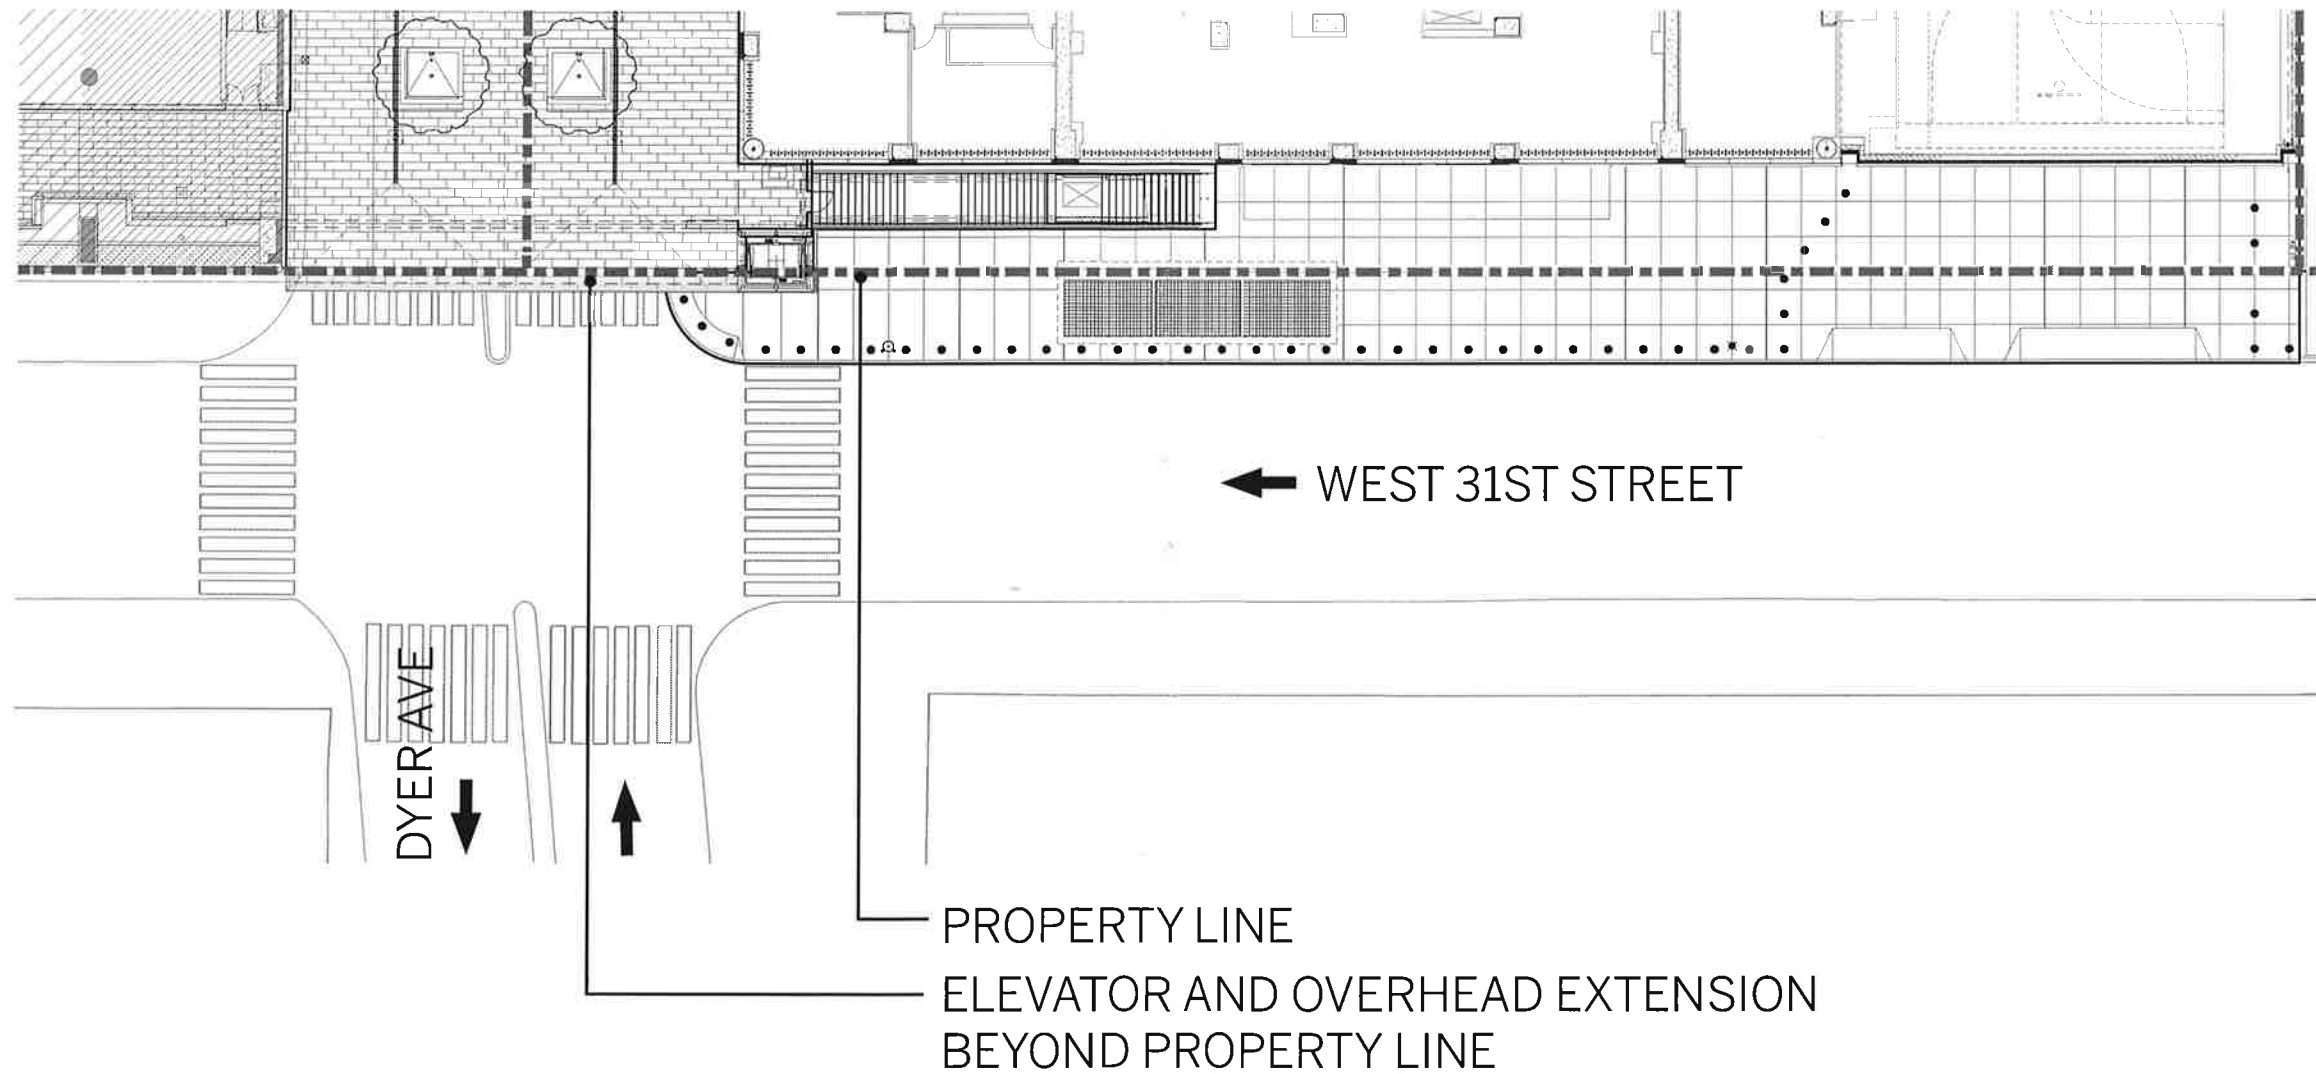 WEST 31ST STREET
DYER AVE
PROPERTY LINE
ELEVATOR AND OVERHEAD EXTENSION
BEYOND PROPERTY LINE